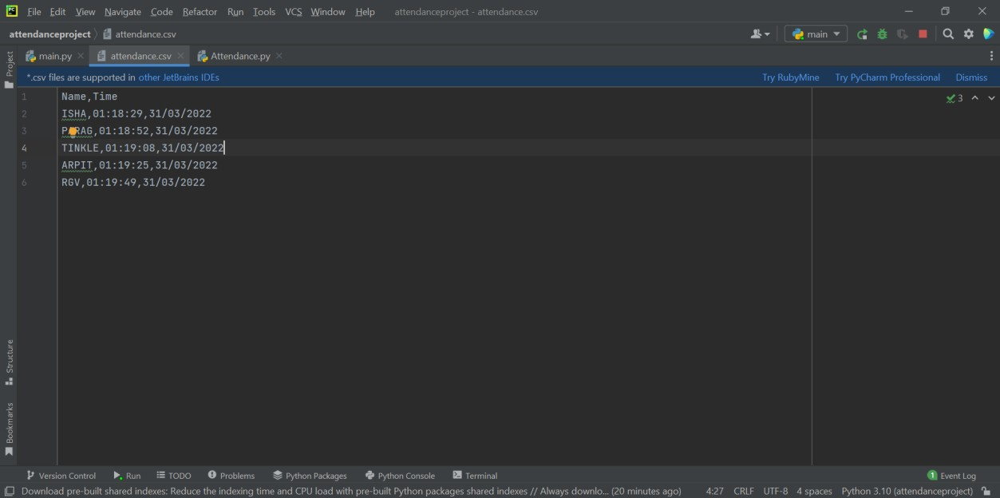 PC File Edit View Navigate Code Refactor Run Tools VCS Window Help attendanceproject - attendance.csv
attendanceproject attendance.csv main
Project
main.py attendance.csv Attendance.py
*.csv files are supported in other JetBrains IDEs Try RubyMine Try PyCharm Professional Dismiss
1 Name,Time 3
2 ISHA,01:18:29,31/03/2022
3 PARAG,01:18:52,31/03/2022
4 TINKLE,01:19:08,31/03/2022
5 ARPIT,01:19:25,31/03/2022
6 RGV,01:19:49,31/03/2022
Structure
Bookmarks
Version Control Run TODO Problems Python Packages Python Console Terminal 1 Event Log
Download pre-built shared indexes: Reduce the indexing time and CPU load with pre-built Python packages shared indexes // Always downlo... (20 minutes ago) 4:27 CRLF UTF-8 4 spaces Python 3.10 (attendanceproject)